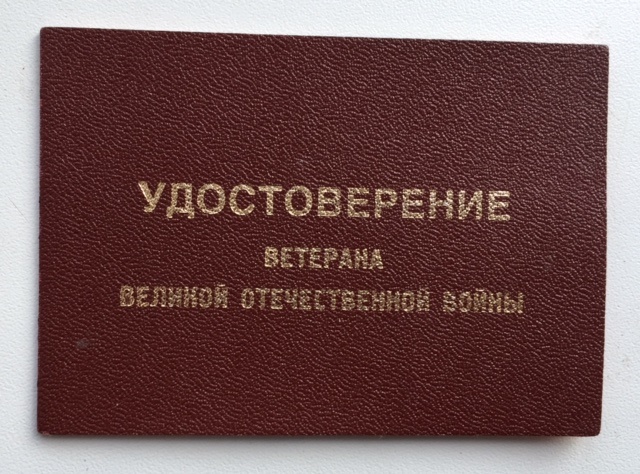 УДОСТОВЕРЕНИЕ
ВЕТЕРАНА
ВЕЛИКОЙ ОТЕЧЕСТВЕННОЙ ВОЙНЫ